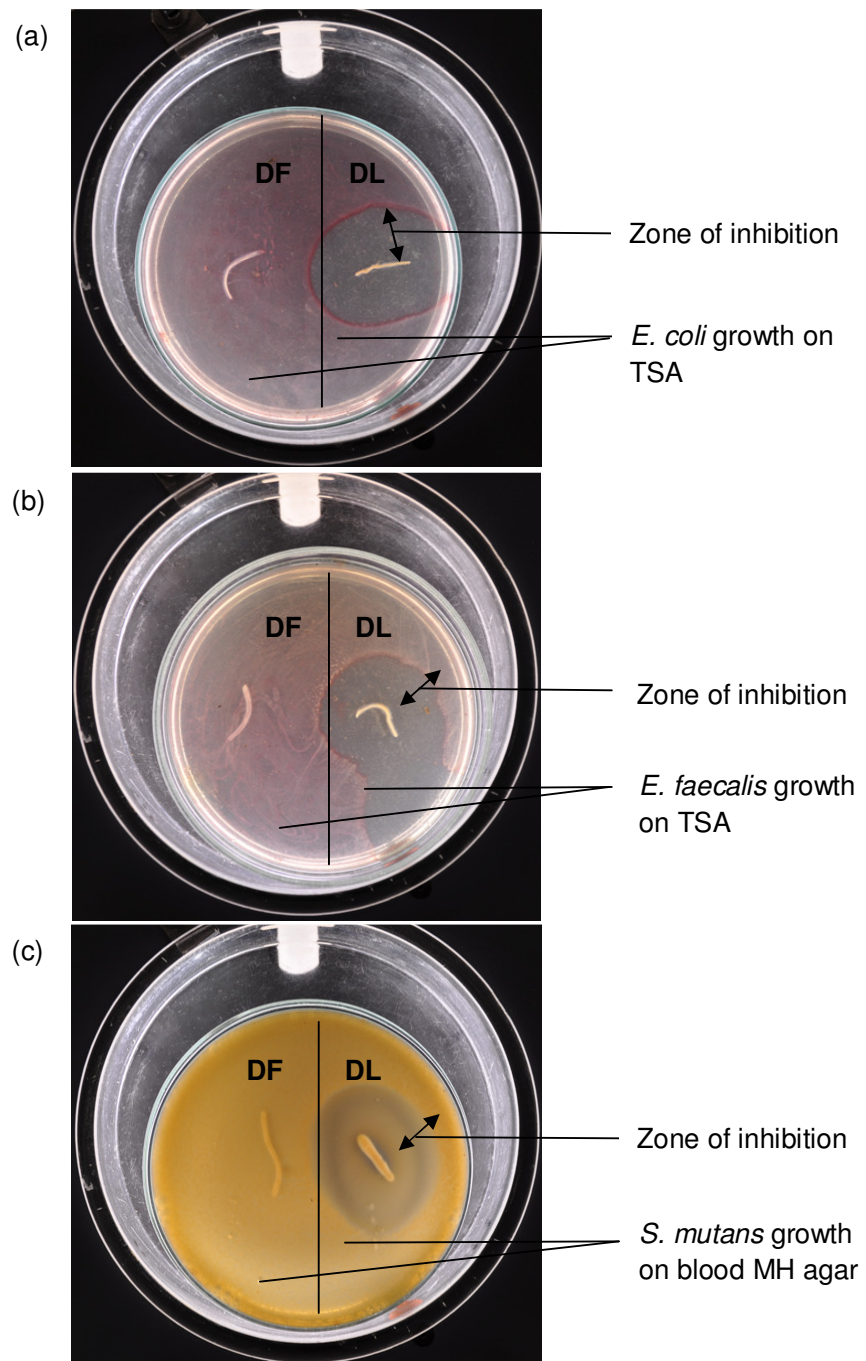 (a)
DF DL
Zone of inhibition
E. coli growth on
TSA
(b)
DF DL
Zone of inhibition
E. faecalis growth
on TSA
(c)
DF DL
Zone of inhibition
S. mutans growth
on blood MH agar